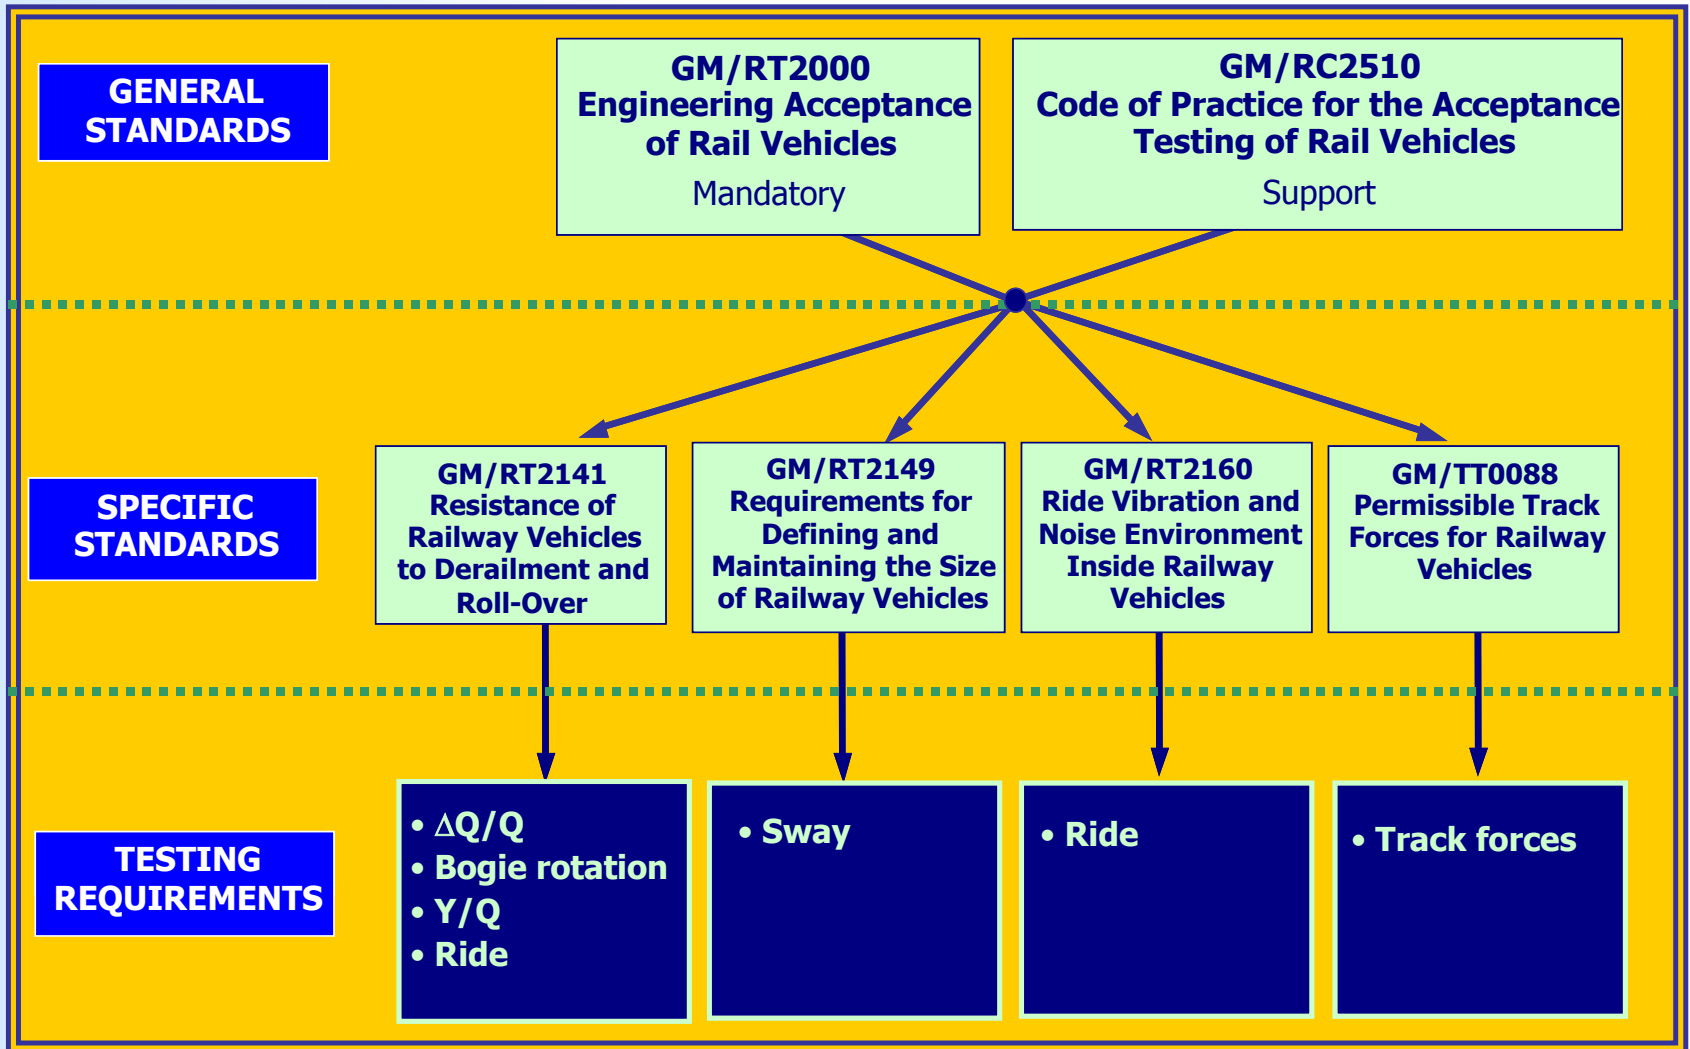 GENERAL
STANDARDS
GM/RT2000
Engineering Acceptance
of Rail Vehicles
Mandatory
GM/RC2510
Code of Practice for the Acceptance
Testing of Rail Vehicles
Support
SPECIFIC
STANDARDS
GM/RT2141
Resistance of
Railway Vehicles
to Derailment and
Roll-Over
GM/RT2149
Requirements for
Defining and
Maintaining the Size
of Railway Vehicles
GM/RT2160
Ride Vibration and
Noise Environment
Inside Railway
Vehicles
GM/TT0088
Permissible Track
Forces for Railway
Vehicles
TESTING
REQUIREMENTS
• ΔQ/Q
• Bogie rotation
• Y/Q
• Ride
• Sway
• Ride
• Track forces